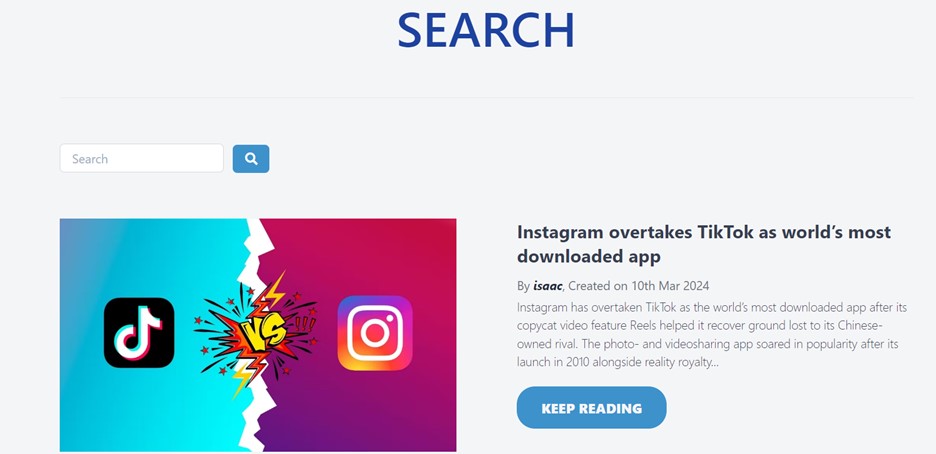 SEARCH
Search
VS
!!!
Instagram overtakes TikTok as world’s most
downloaded app
By isaac, Created on 10th Mar 2024
Instagram has overtaken TikTok as the world’s most downloaded app after its
copycat video feature Reels helped it recover ground lost to its Chinese-
owned rival. The photo- and videosharing app soared in popularity after its
launch in 2010 alongside reality royalty...
KEEP READING